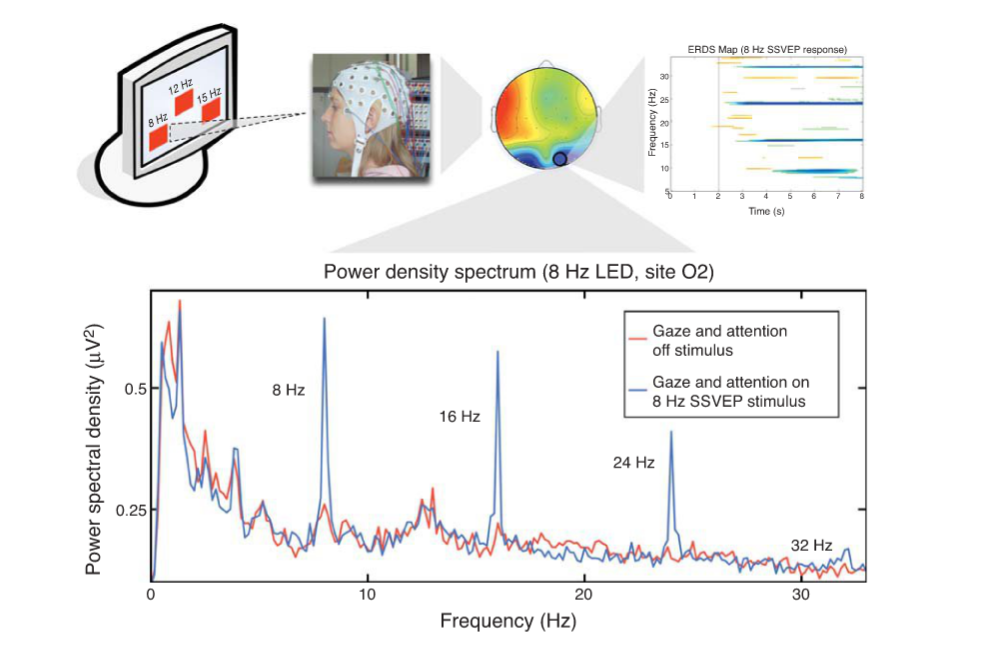 12 Hz
15 Hz
8 Hz
ERDS Map (8 Hz SSVEP response)
Frequency (Hz)
30
25
20
15
10
5
0 1 2 3 4 5 6 7 8
Time (s)
Power density spectrum (8 Hz LED, site O2)
Power spectral density (μV²)
0.5
0.25
Gaze and attention
off stimulus
Gaze and attention on
8 Hz SSVEP stimulus
8 Hz
16 Hz
24 Hz
32 Hz
0 10 20 30
Frequency (Hz)